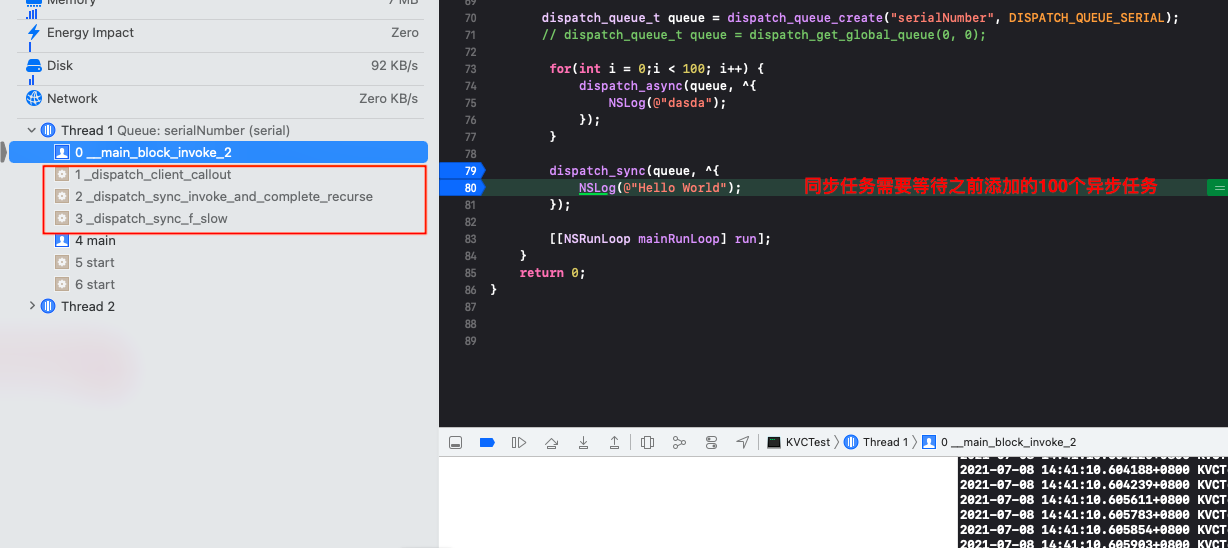 Memory
7 MB
Energy Impact
Zero
Disk
92 KB/s
Network
Zero KB/s
Thread 1 Queue: serialNumber (serial)
0 __main_block_invoke_2
1 _dispatch_client_callout
2 _dispatch_sync_invoke_and_complete_recurse
3 _dispatch_sync_f_slow
4 main
5 start
6 start
Thread 2
69
70 dispatch_queue_t queue = dispatch_queue_create("serialNumber", DISPATCH_QUEUE_SERIAL);
71 // dispatch_queue_t queue = dispatch_get_global_queue(0, 0);
72
73 for(int i = 0;i < 100; i++) {
74 dispatch_async(queue, ^{
75 NSLog(@"dasda");
76 });
77 }
78
79 dispatch_sync(queue, ^{
80 NSLog(@"Hello World"); 同步任务需要等待之前添加的100个异步任务
81 });
82
83 [[NSRunLoop mainRunLoop] run];
84 }
85 return 0;
86 }
87
88
89
KVCTest
Thread 1
0 __main_block_invoke_2
2021-07-08 14:41:10.604188+0800 KVCT
2021-07-08 14:41:10.604239+0800 KVCT
2021-07-08 14:41:10.605611+0800 KVCT
2021-07-08 14:41:10.605783+0800 KVCT
2021-07-08 14:41:10.605854+0800 KVCT
2021-07-08 14:41:10.605903+0800 KVCT